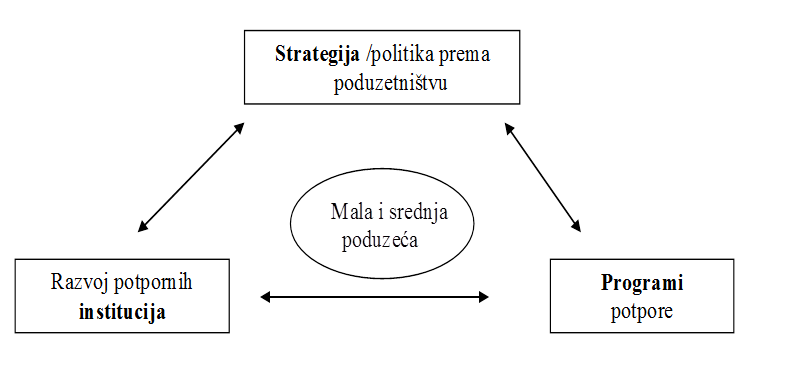 Strategija /politika prema
poduzetništvu
Mala i srednja
poduzeća
Razvoj potpornih
institucija
Programi
potpore